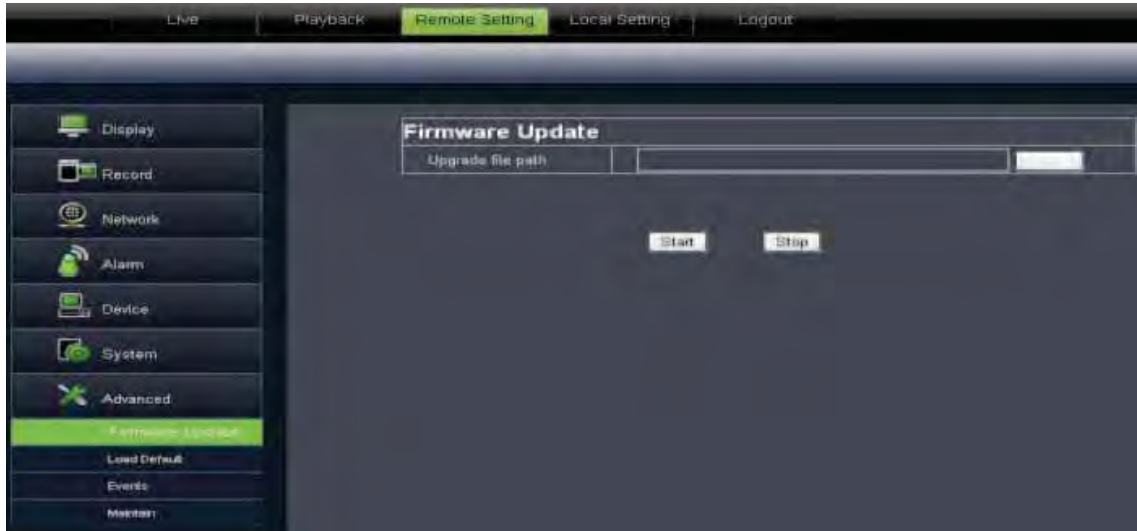 Live Playback Remote Setting Local Setting Logout
Display
Record
Network
Alarm
Device
System
Advanced
Firmware Update
Load Default
Events
Maintain
Firmware Update
Upgrade file path
Start Stop